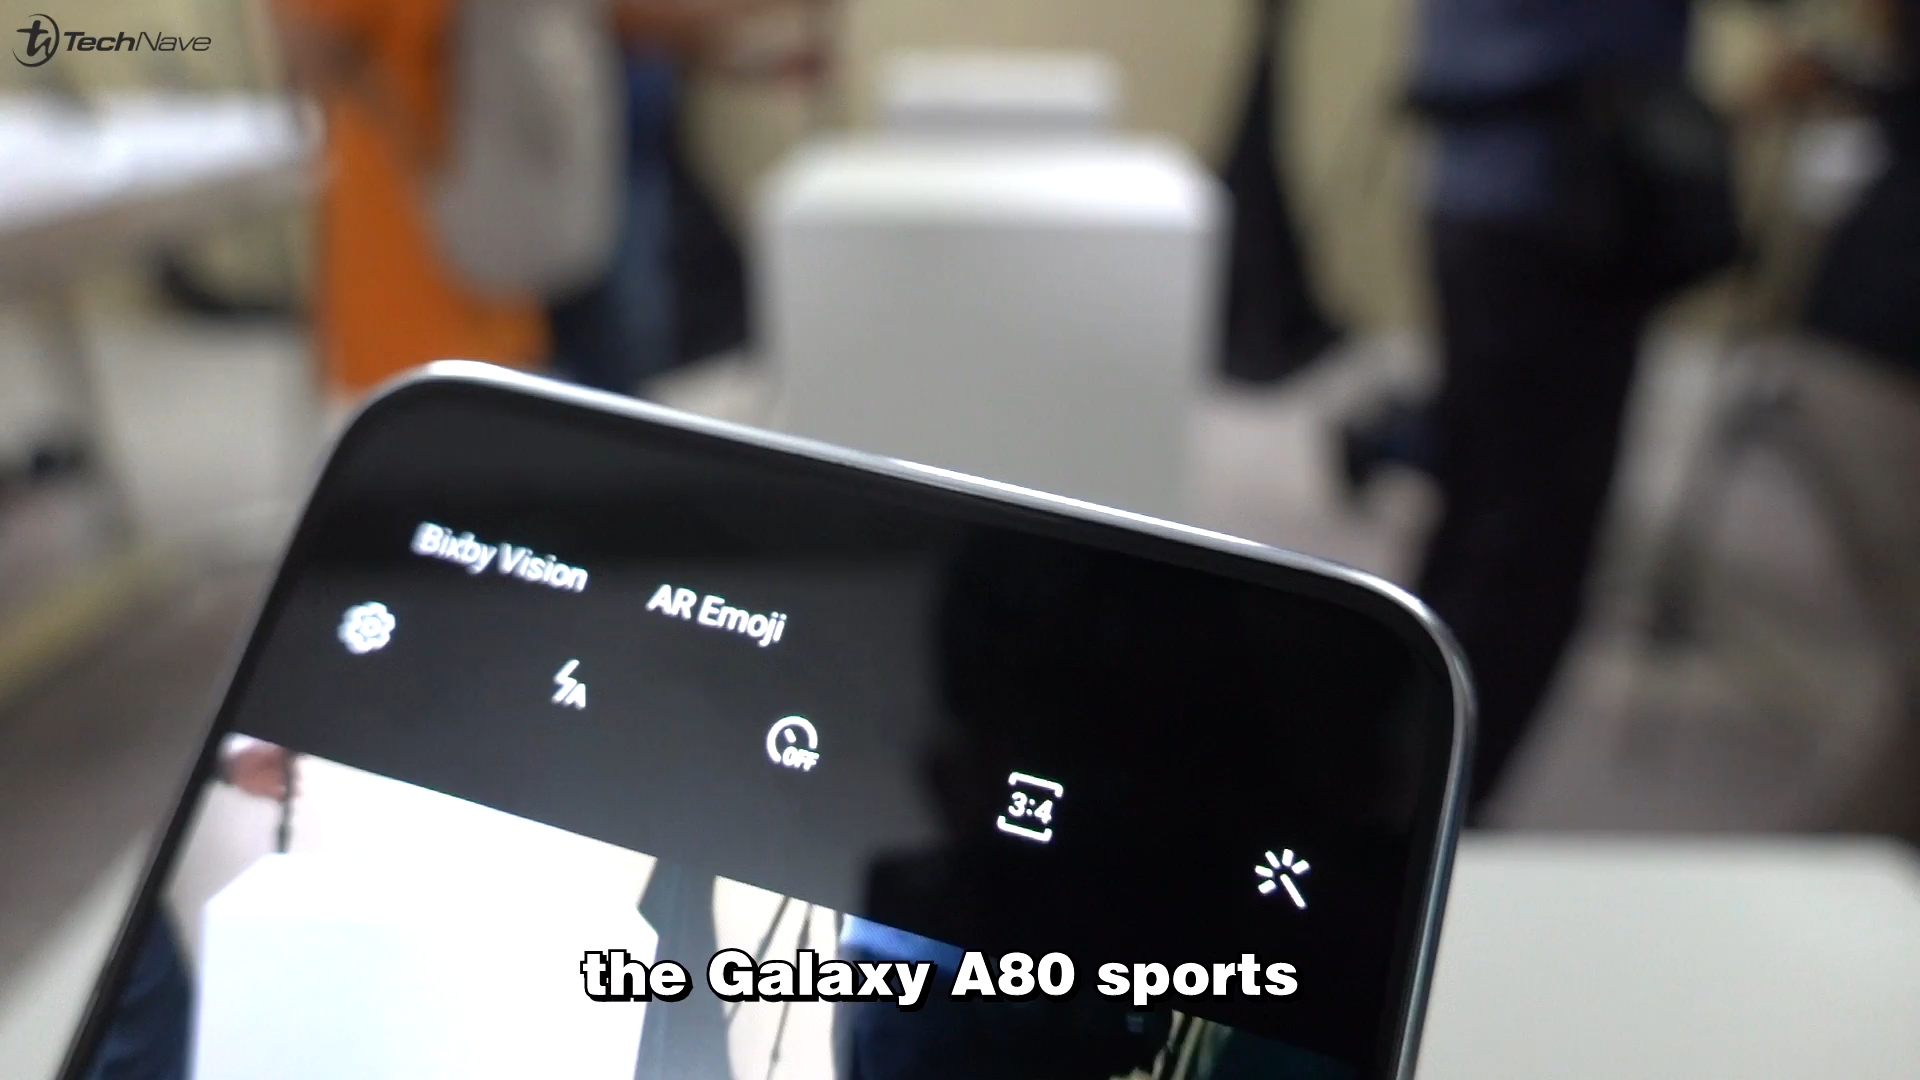 TechNave
Bixby Vision
AR Emoji
A
OFF
3:4
the Galaxy A80 sports